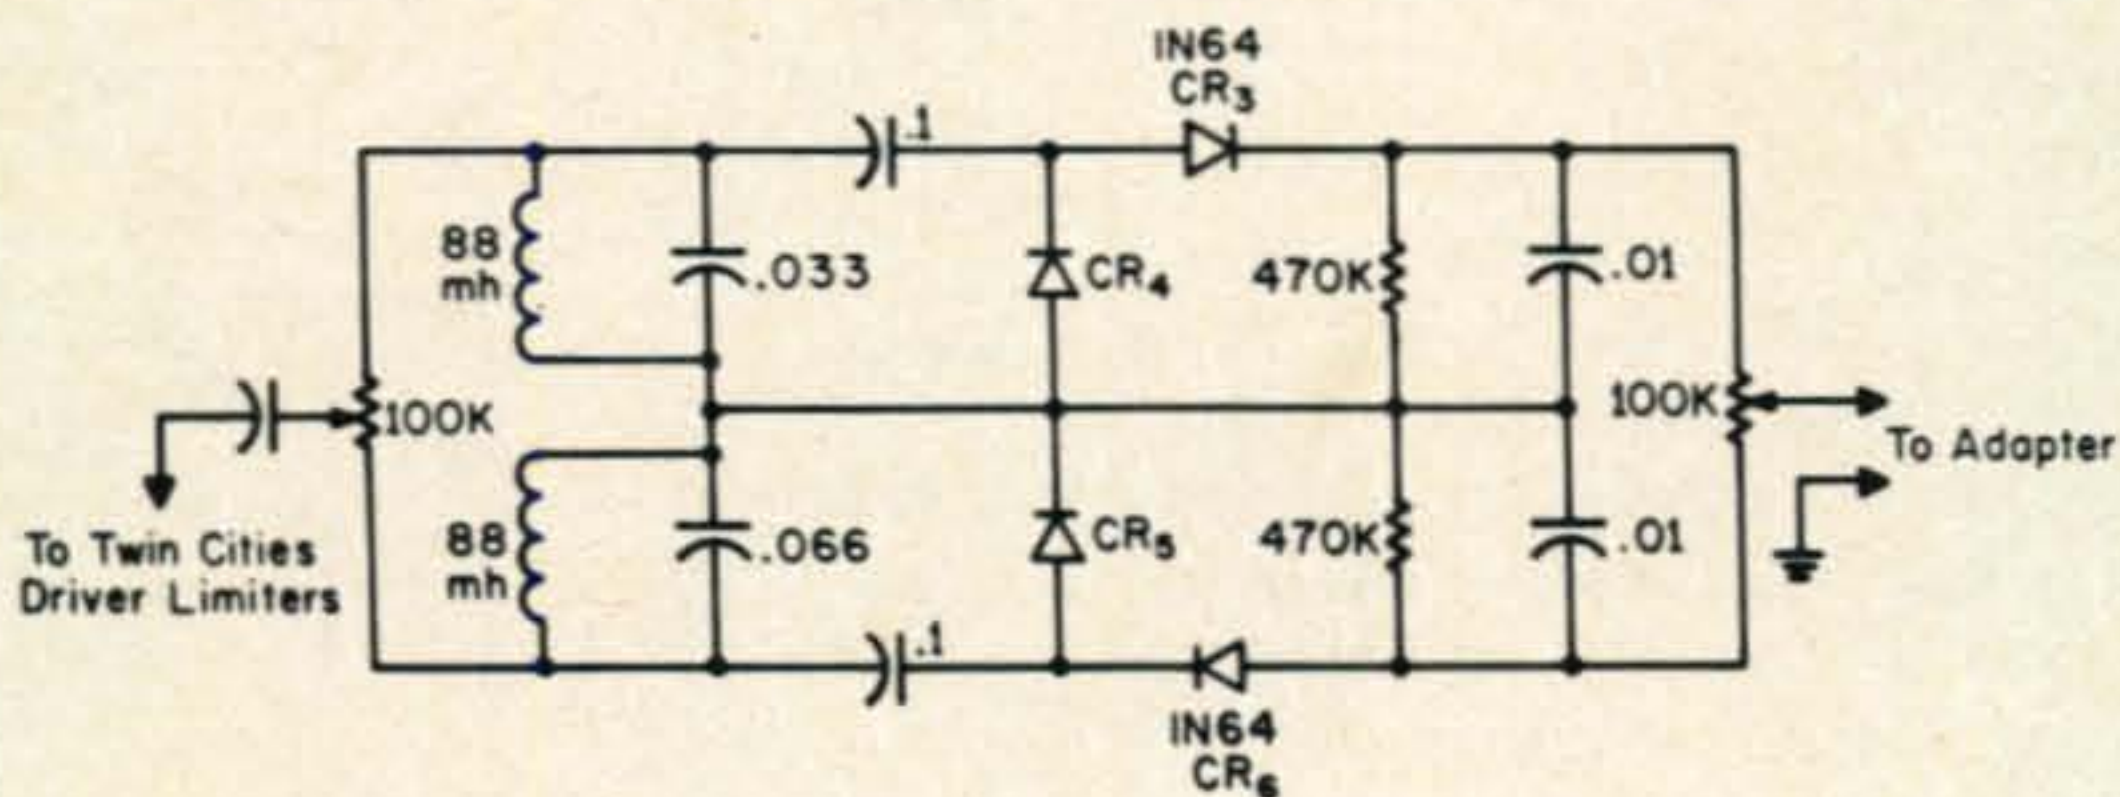 IN64
CR3
.1
88
mh
.033
CR4
470K
.01
100K
100K
To Adapter
To Twin Cities
Driver Limiters
88
mh
.066
CR5
470K
.01
.1
IN64
CR6